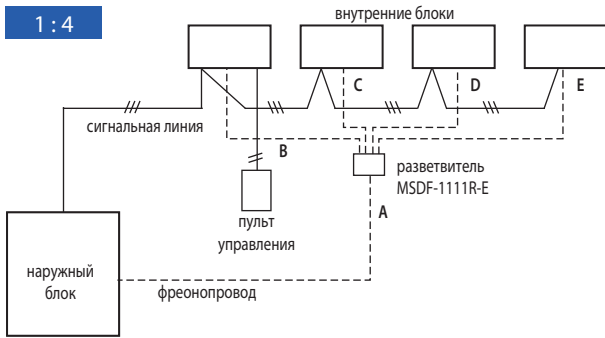 1 : 4
внутренние блоки
C
D
E
сигнальная линия
B
разветвитель
MSDF-1111R-E
A
пульт
управления
наружный
блок
фреонопровод